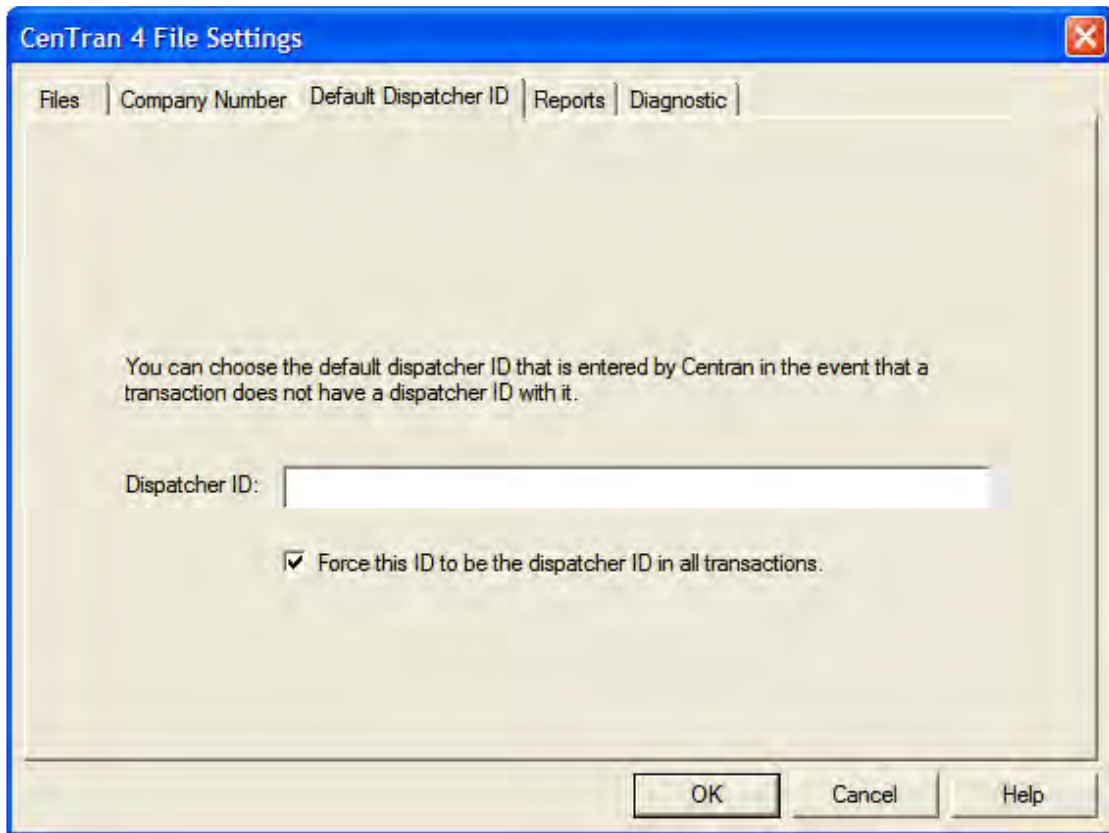 CenTran 4 File Settings
Files Company Number Default Dispatcher ID Reports Diagnostic
You can choose the default dispatcher ID that is entered by Centran in the event that a
transaction does not have a dispatcher ID with it.
Dispatcher ID:
Force this ID to be the dispatcher ID in all transactions.
OK Cancel Help